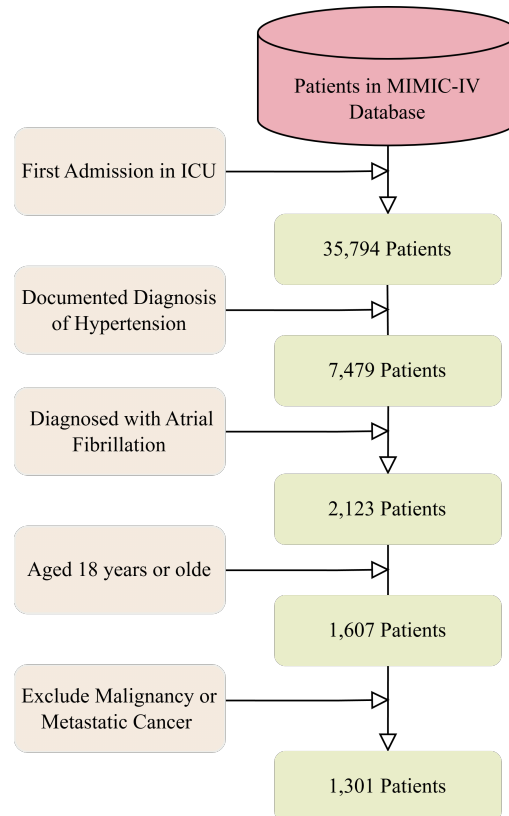 Patients in MIMIC-IV
Database
First Admission in ICU
35,794 Patients
Documented Diagnosis
of Hypertension
7,479 Patients
Diagnosed with Atrial
Fibrillation
2,123 Patients
Aged 18 years or olde
1,607 Patients
Exclude Malignancy or
Metastatic Cancer
1,301 Patients